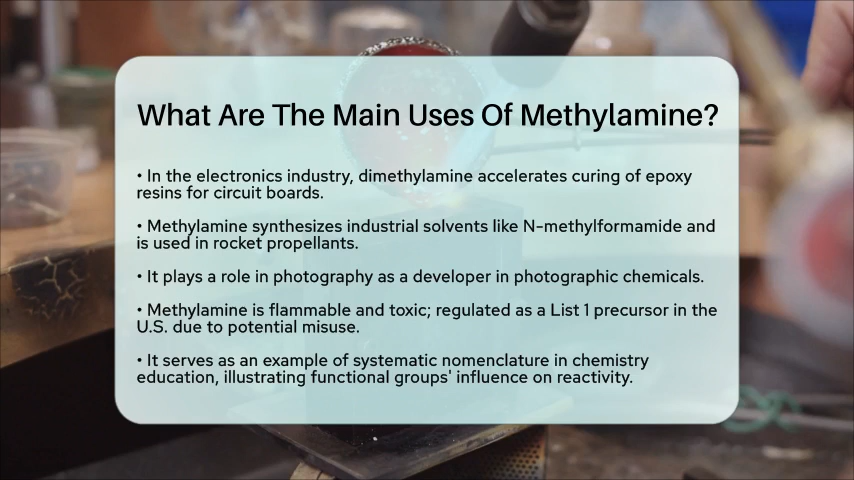 What Are The Main Uses Of Methylamine?
• In the electronics industry, dimethylamine accelerates curing of epoxy
resins for circuit boards.
• Methylamine synthesizes industrial solvents like N-methylformamide and
is used in rocket propellants.
• It plays a role in photography as a developer in photographic chemicals.
• Methylamine is flammable and toxic; regulated as a List 1 precursor in the
U.S. due to potential misuse.
• It serves as an example of systematic nomenclature in chemistry
education, illustrating functional groups' influence on reactivity.